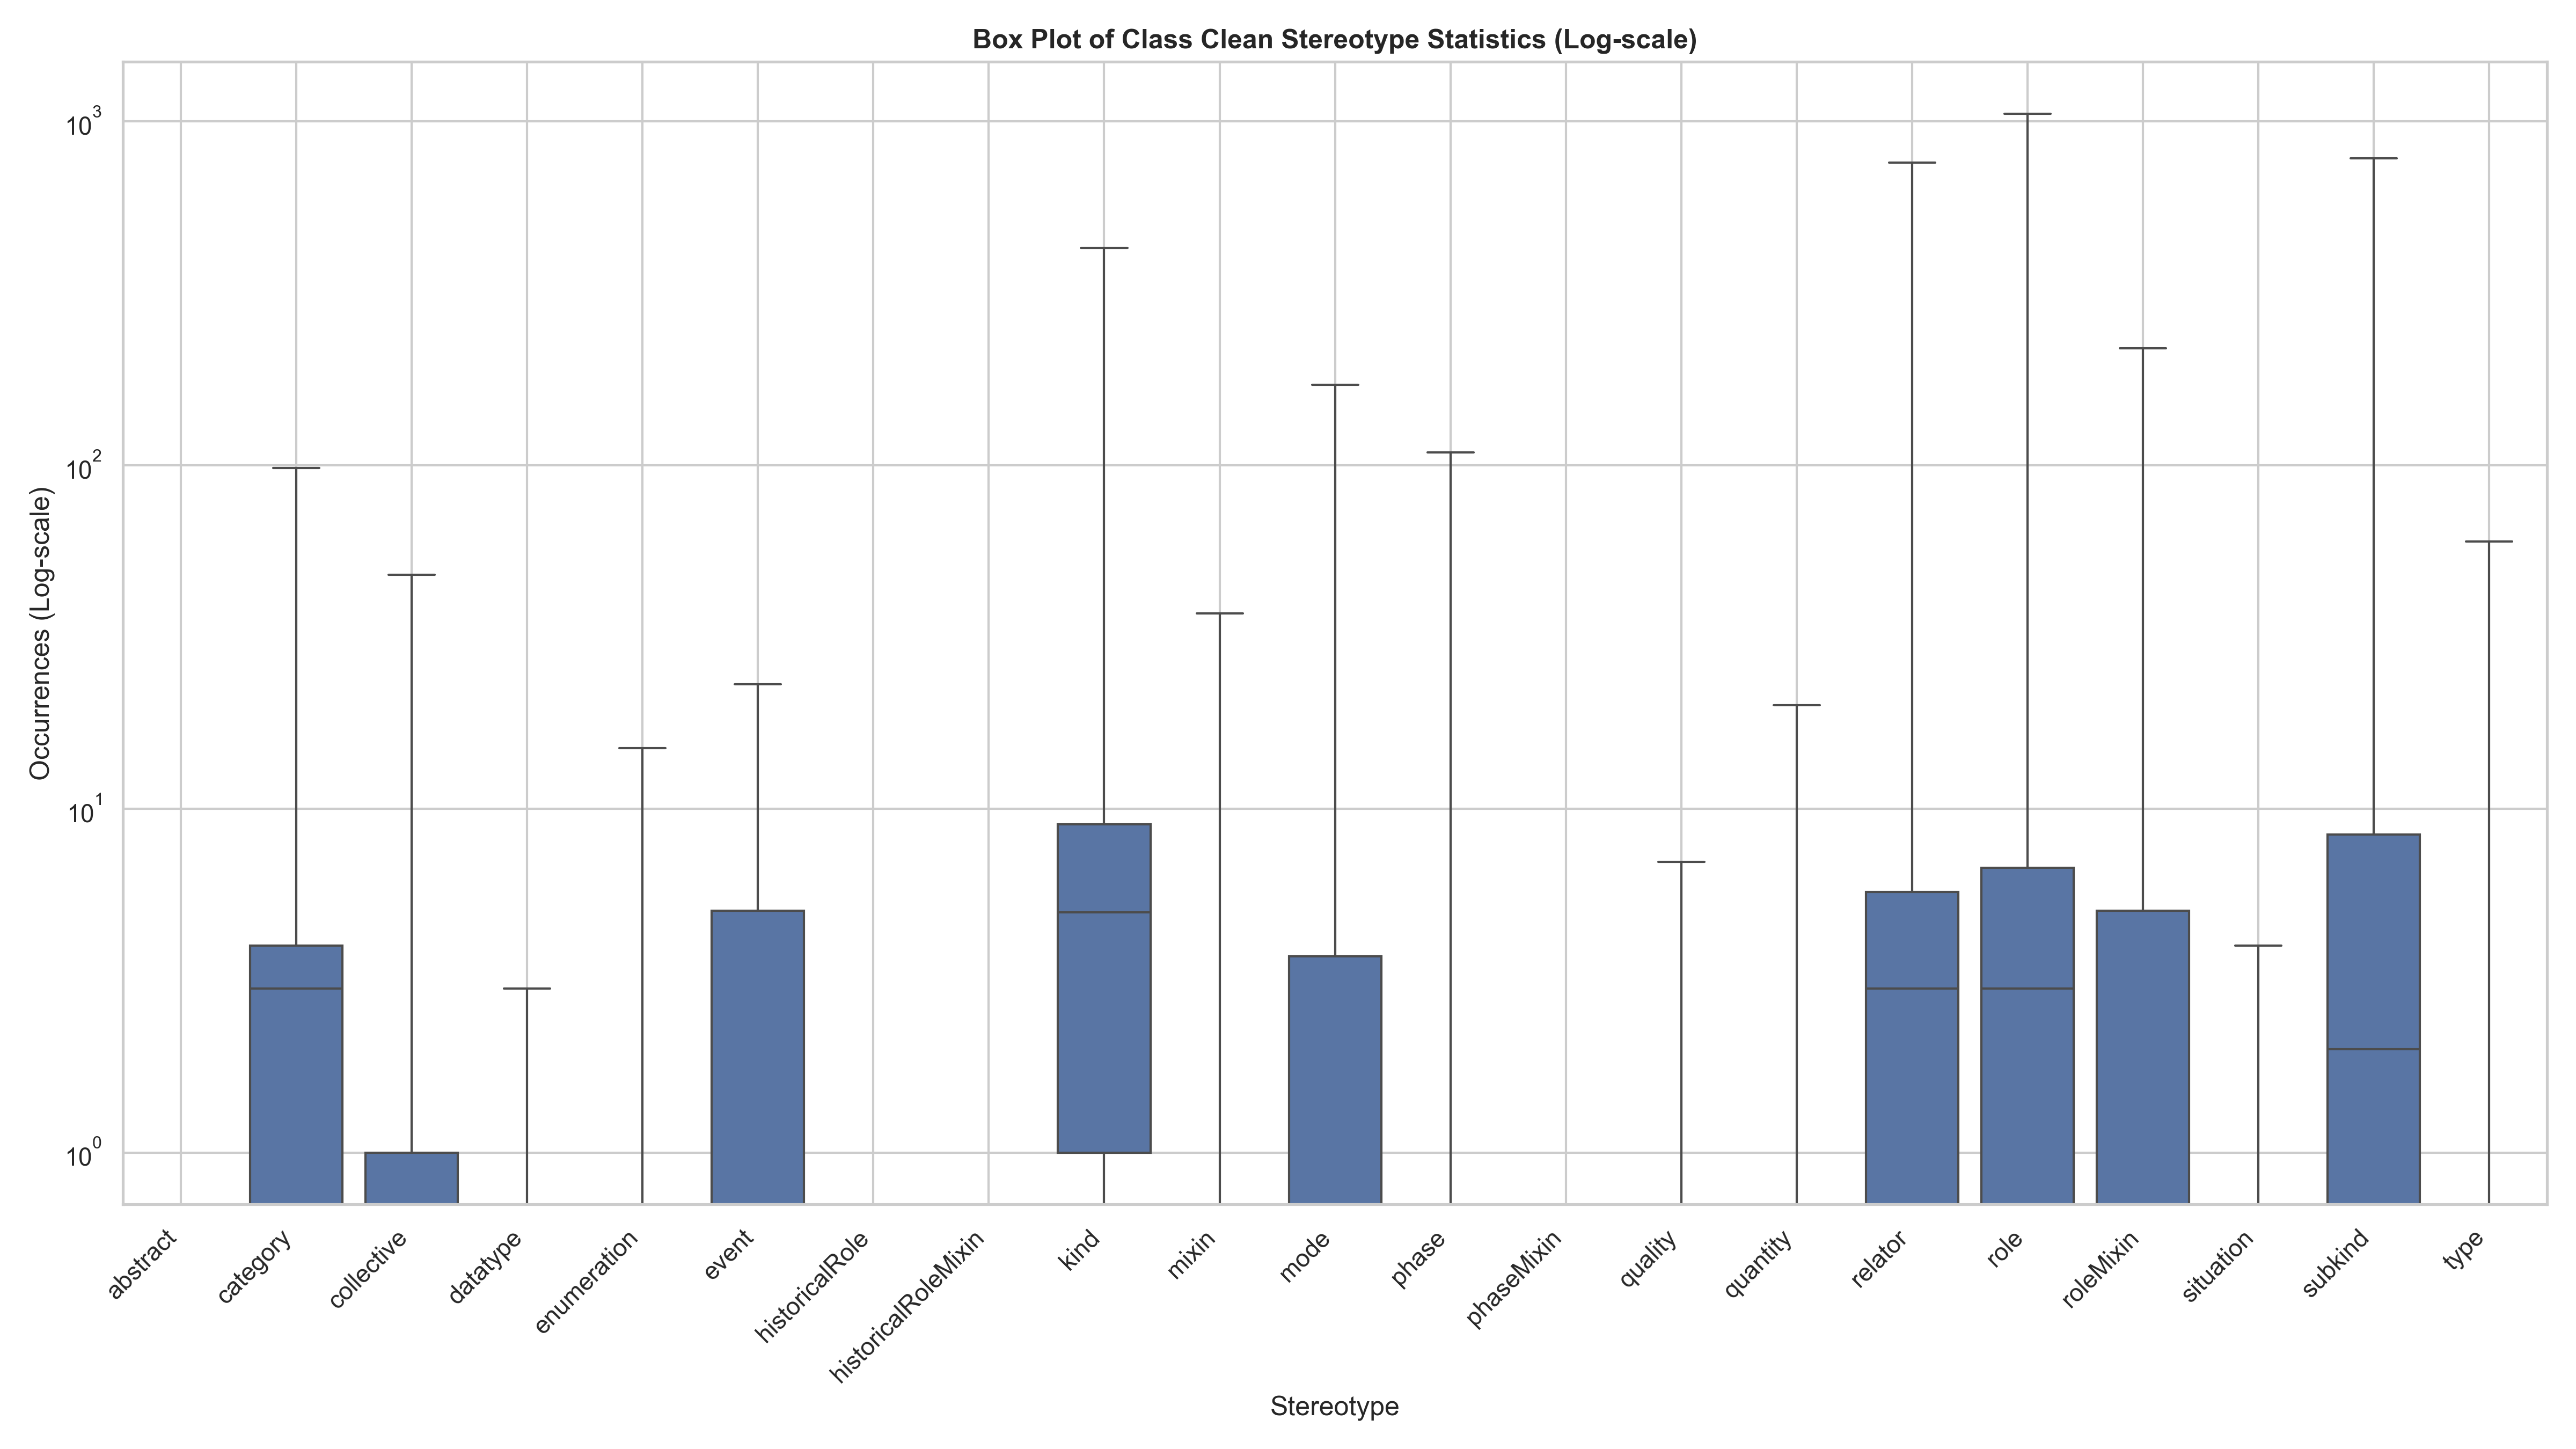 Box Plot of Class Clean Stereotype Statistics (Log-scale)
Occurrences (Log-scale)
10³
10²
10¹
10⁰
abstract
category
collective
datatype
enumeration
event
historicalRole
historicalRoleMixin
kind
mixin
mode
phase
phaseMixin
quality
quantity
relator
role
roleMixin
situation
subkind
type
Stereotype